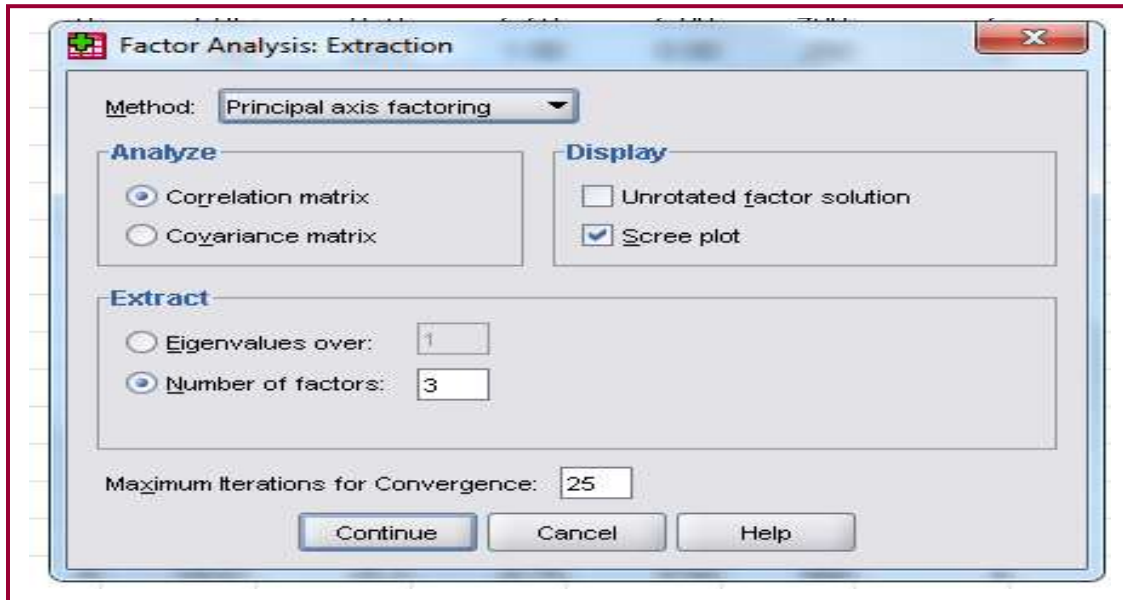 Factor Analysis: Extraction
Method: Principal axis factoring
Analyze
Correlation matrix
Covariance matrix
Display
Unrotated factor solution
Scree plot
Extract
Eigenvalues over: 1
Number of factors: 3
Maximum Iterations for Convergence: 25
Continue Cancel Help